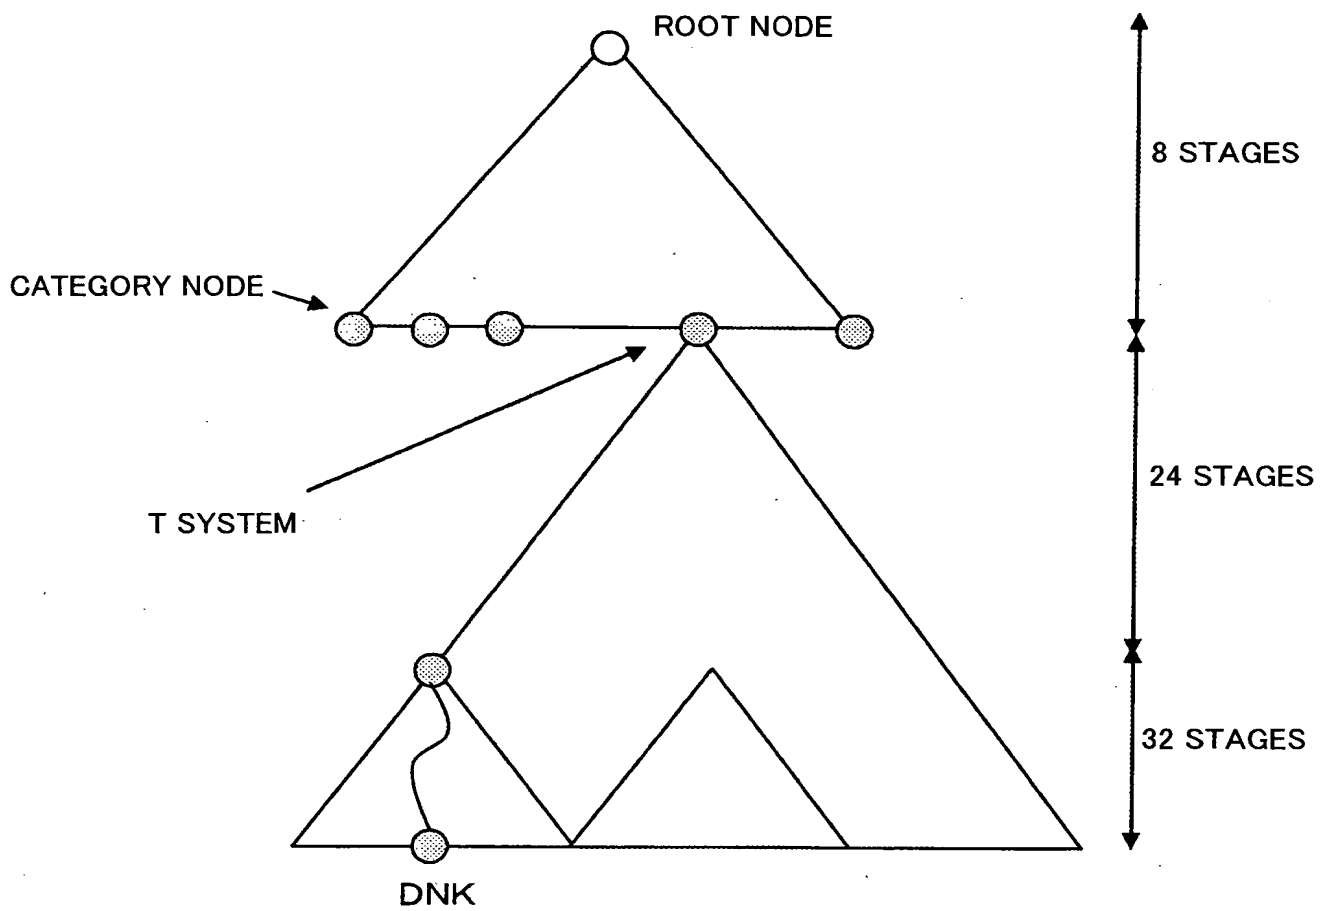 ROOT NODE
8 STAGES
CATEGORY NODE
24 STAGES
T SYSTEM
32 STAGES
DNK